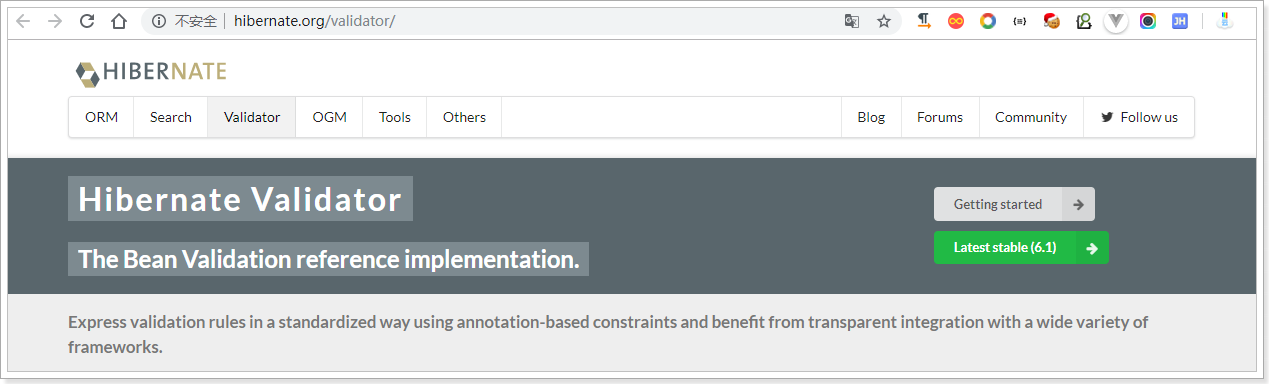 不安全 | hibernate.org/validator/
HIBERNATE
ORM Search Validator OGM Tools Others Blog Forums Community Follow us
Hibernate Validator
Getting started
The Bean Validation reference implementation.
Latest stable (6.1)
Express validation rules in a standardized way using annotation-based constraints and benefit from transparent integration with a wide variety of
frameworks.